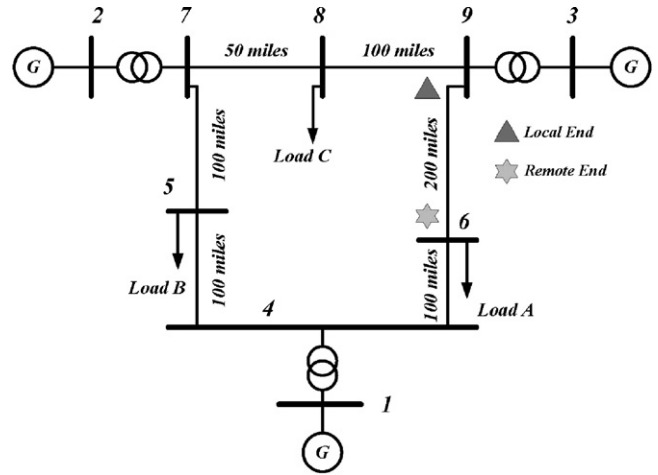 2 7 8 9 3
50 miles 100 miles
G G
Local End
Load C
100 miles
200 miles
Remote End
5
6
Load B
100 miles
100 miles
Load A
4
1
G